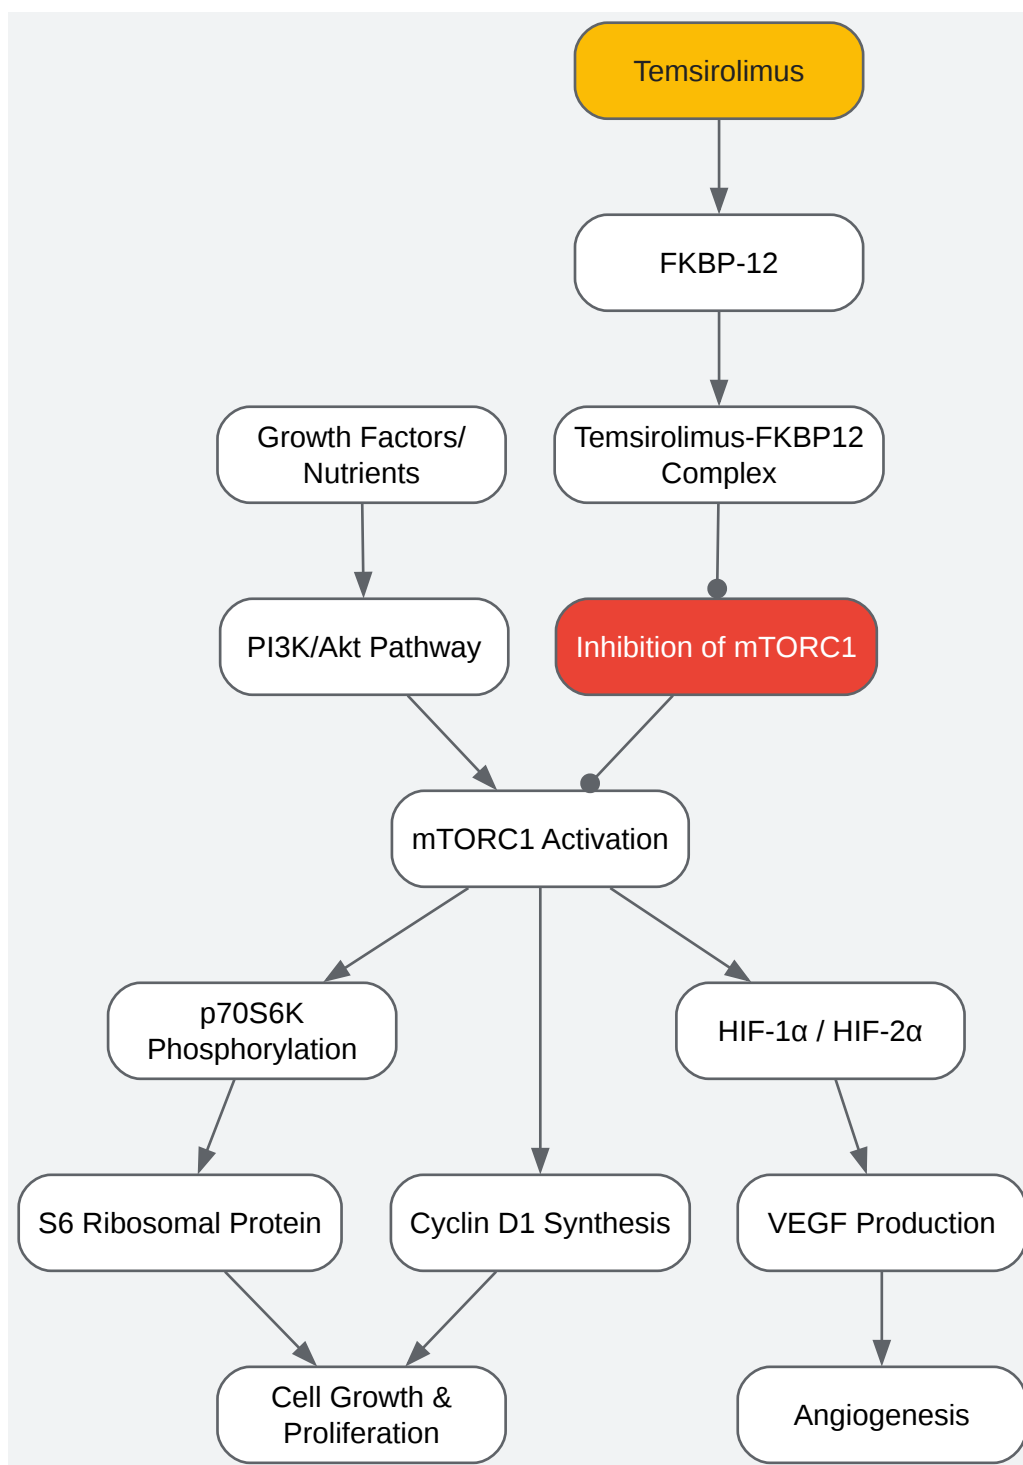 Temsirolimus
FKBP-12
Growth Factors/
Nutrients
Temsirolimus-FKBP12
Complex
PI3K/Akt Pathway
Inhibition of mTORC1
mTORC1 Activation
p70S6K
Phosphorylation
HIF-1α / HIF-2α
S6 Ribosomal Protein
Cyclin D1 Synthesis
VEGF Production
Cell Growth &
Proliferation
Angiogenesis